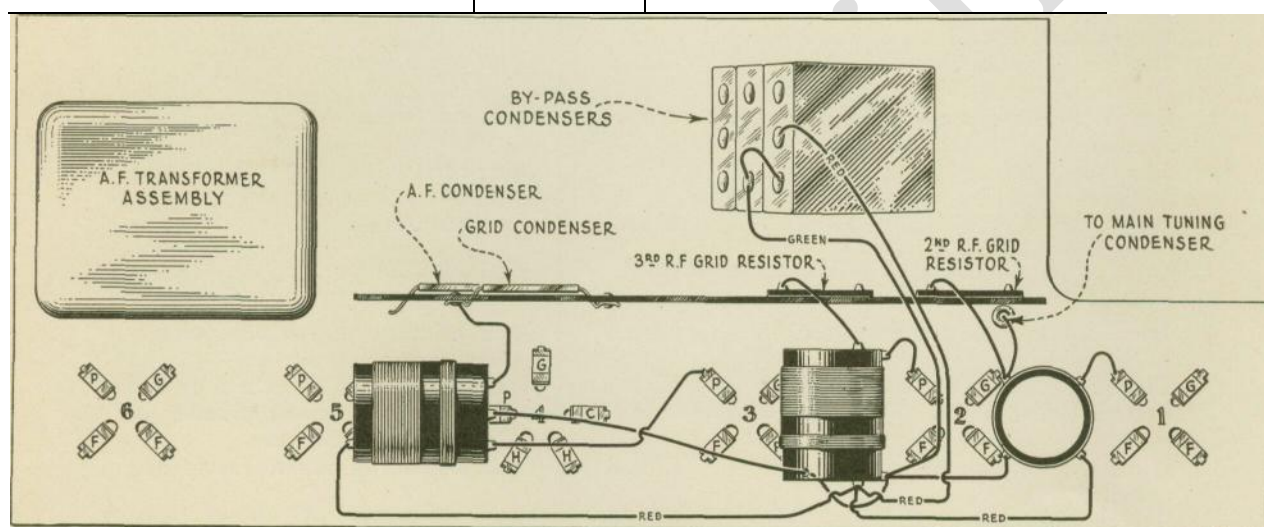 BY-PASS
CONDENSERS
A.F. TRANSFORMER
ASSEMBLY
A.F. CONDENSER
GRID CONDENSER
RED
GREEN
3RD R.F GRID RESISTOR
2ND R.F. GRID
RESISTOR
TO MAIN TUNING
CONDENSER
P G
F F
6
P
F
5
G
P
4
C
H H
P G
F F
3
P G
F F
2
P G
F F
1
RED
RED
RED